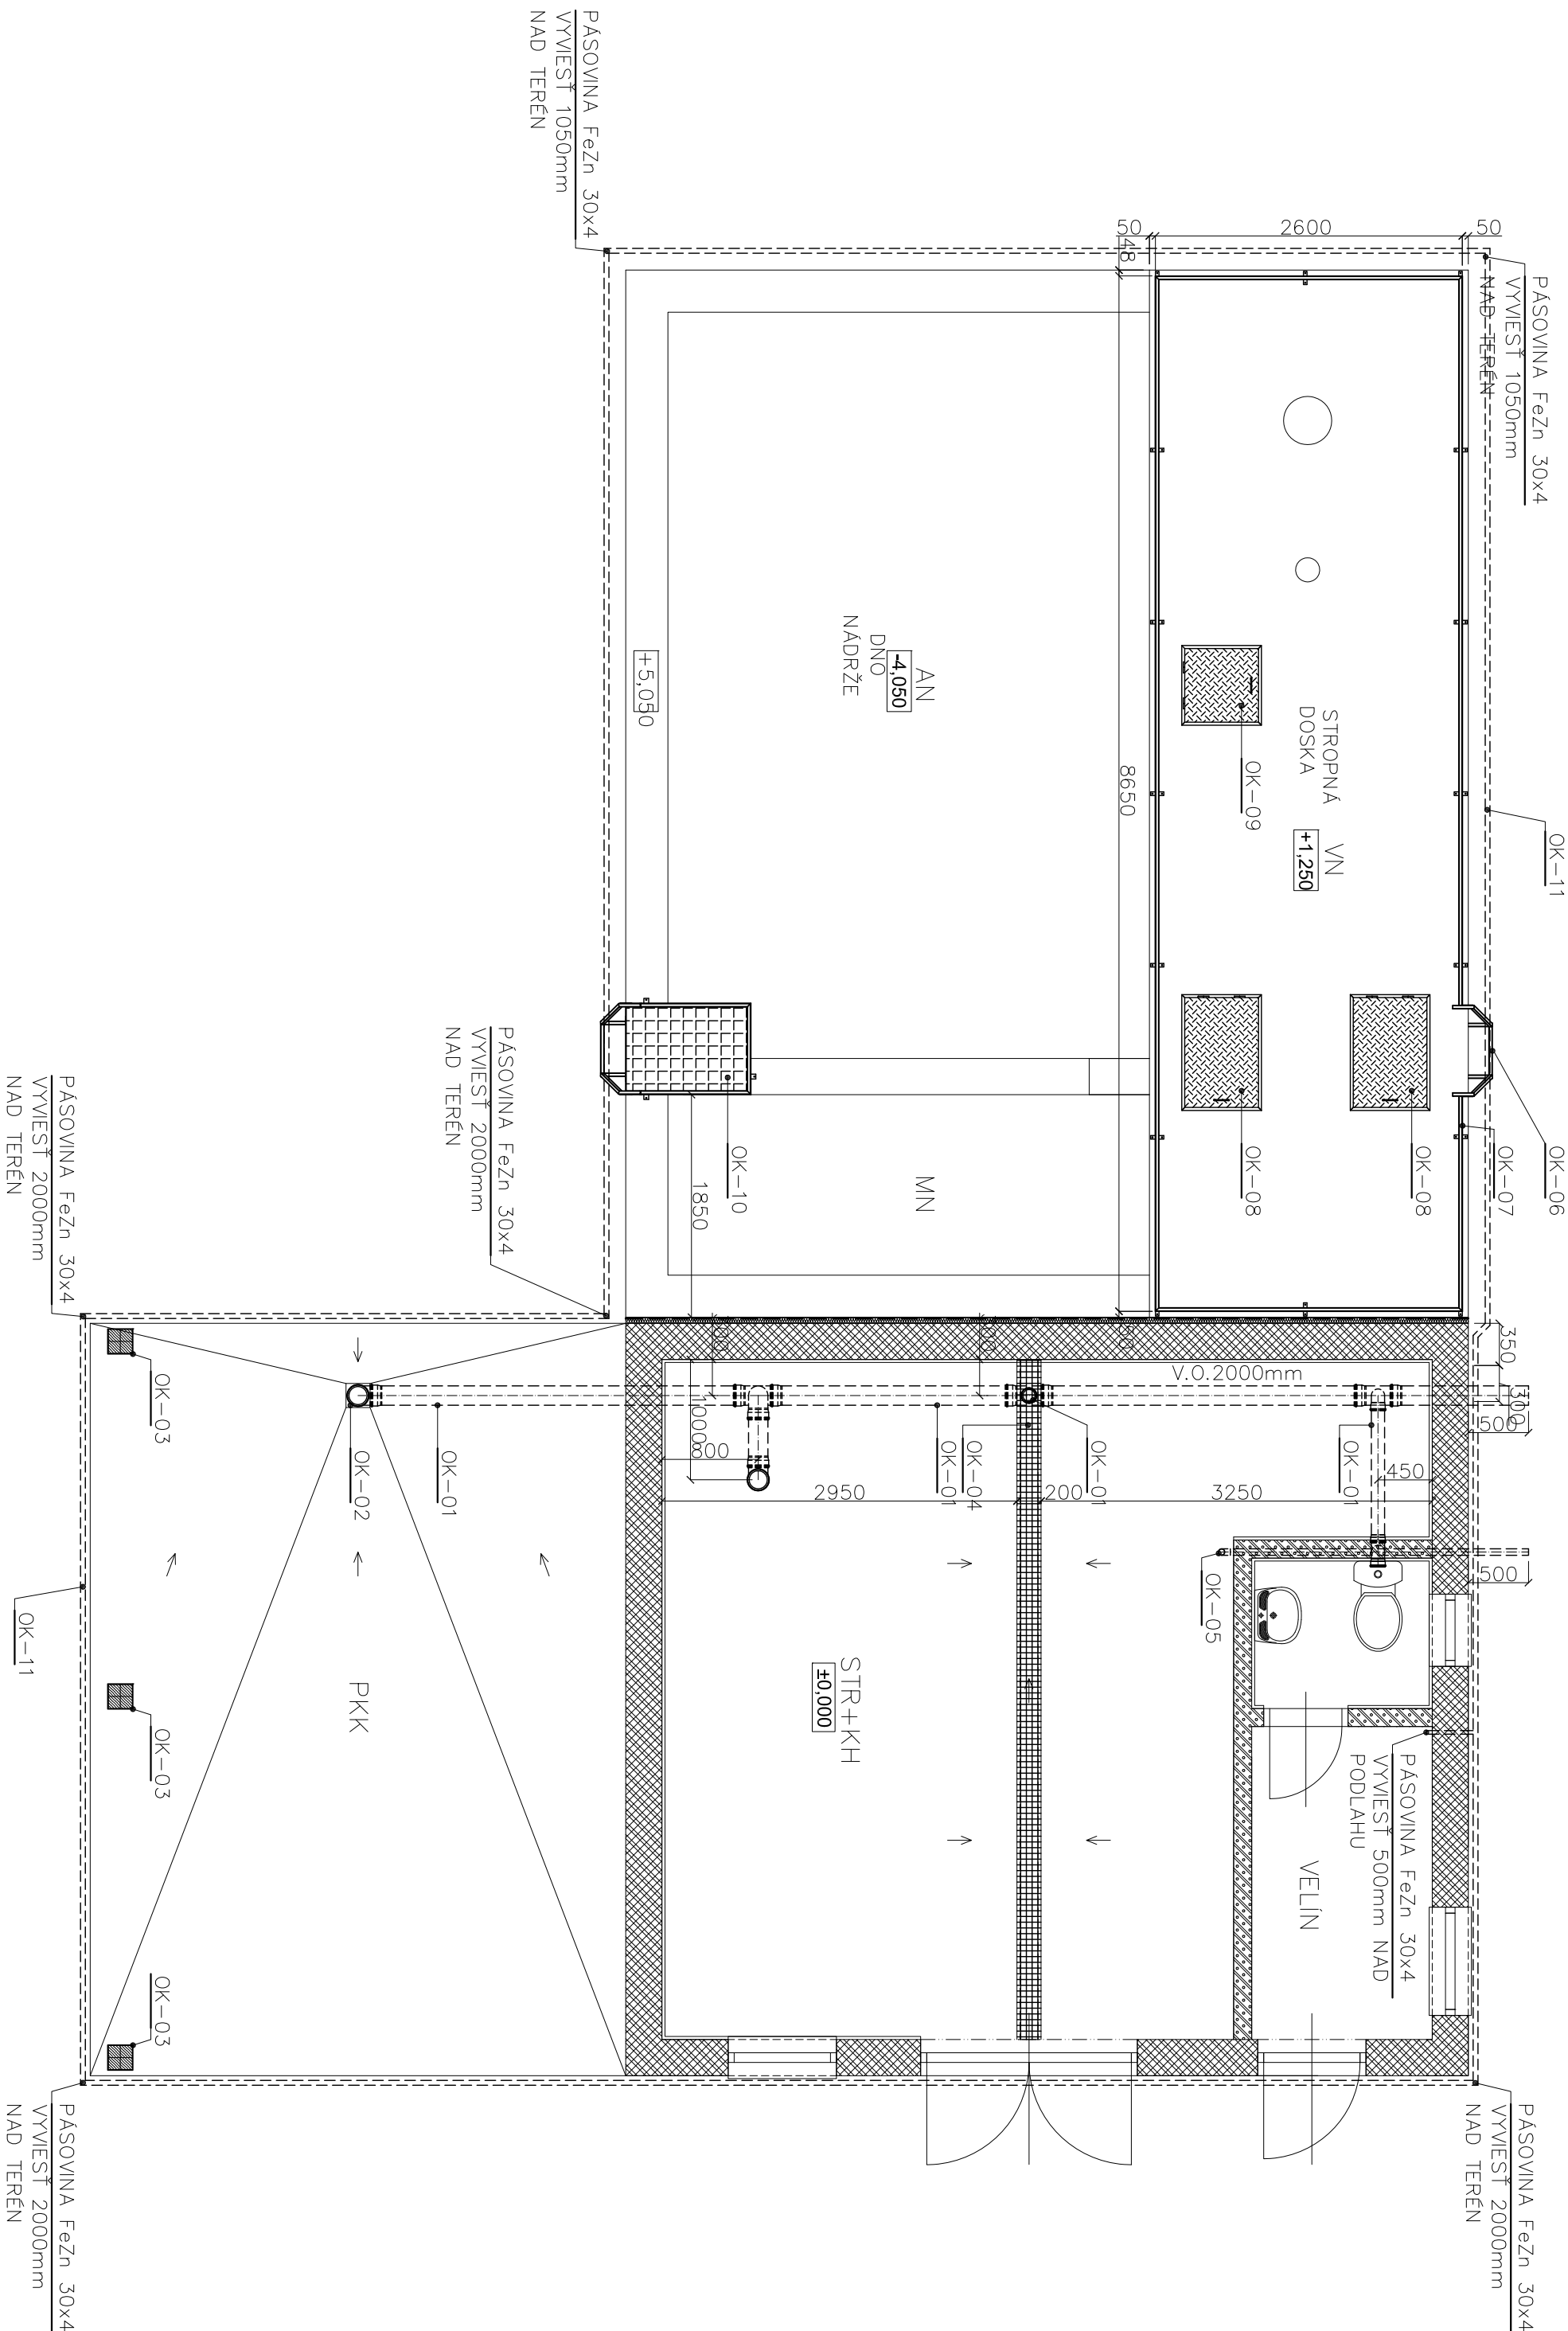 PÁSOVINA FeZn 30x4
VYVIESŤ 1050mm
NAD TERÉN
OK-11
OK-06
OK-07
OK-08
OK-08
PÁSOVINA FeZn 30x4
VYVIESŤ 2000mm
NAD TERÉN
50
2600
50
48
STROPNÁ
DOSKA
VN
+1,250
OK-09
8650
50
350
300
500
500
V.O.2000mm
450
OK-01
3250
PÁSOVINA FeZn 30x4
VYVIESŤ 500mm NAD
PODLAHU
VELÍN
OK-05
OK-01
200
OK-04
OK-01
2950
300
300
1000
800
AN
-4,050
DNO
NÁDRŽE
MN
STR+KH
±0,000
OK-10
1850
+5,050
PÁSOVINA FeZn 30x4
VYVIESŤ 1050mm
NAD TERÉN
PÁSOVINA FeZn 30x4
VYVIESŤ 2000mm
NAD TERÉN
OK-01
OK-02
PKK
OK-03
OK-03
OK-03
PÁSOVINA FeZn 30x4
VYVIESŤ 2000mm
NAD TERÉN
OK-11
PÁSOVINA FeZn 30x4
VYVIESŤ 2000mm
NAD TERÉN